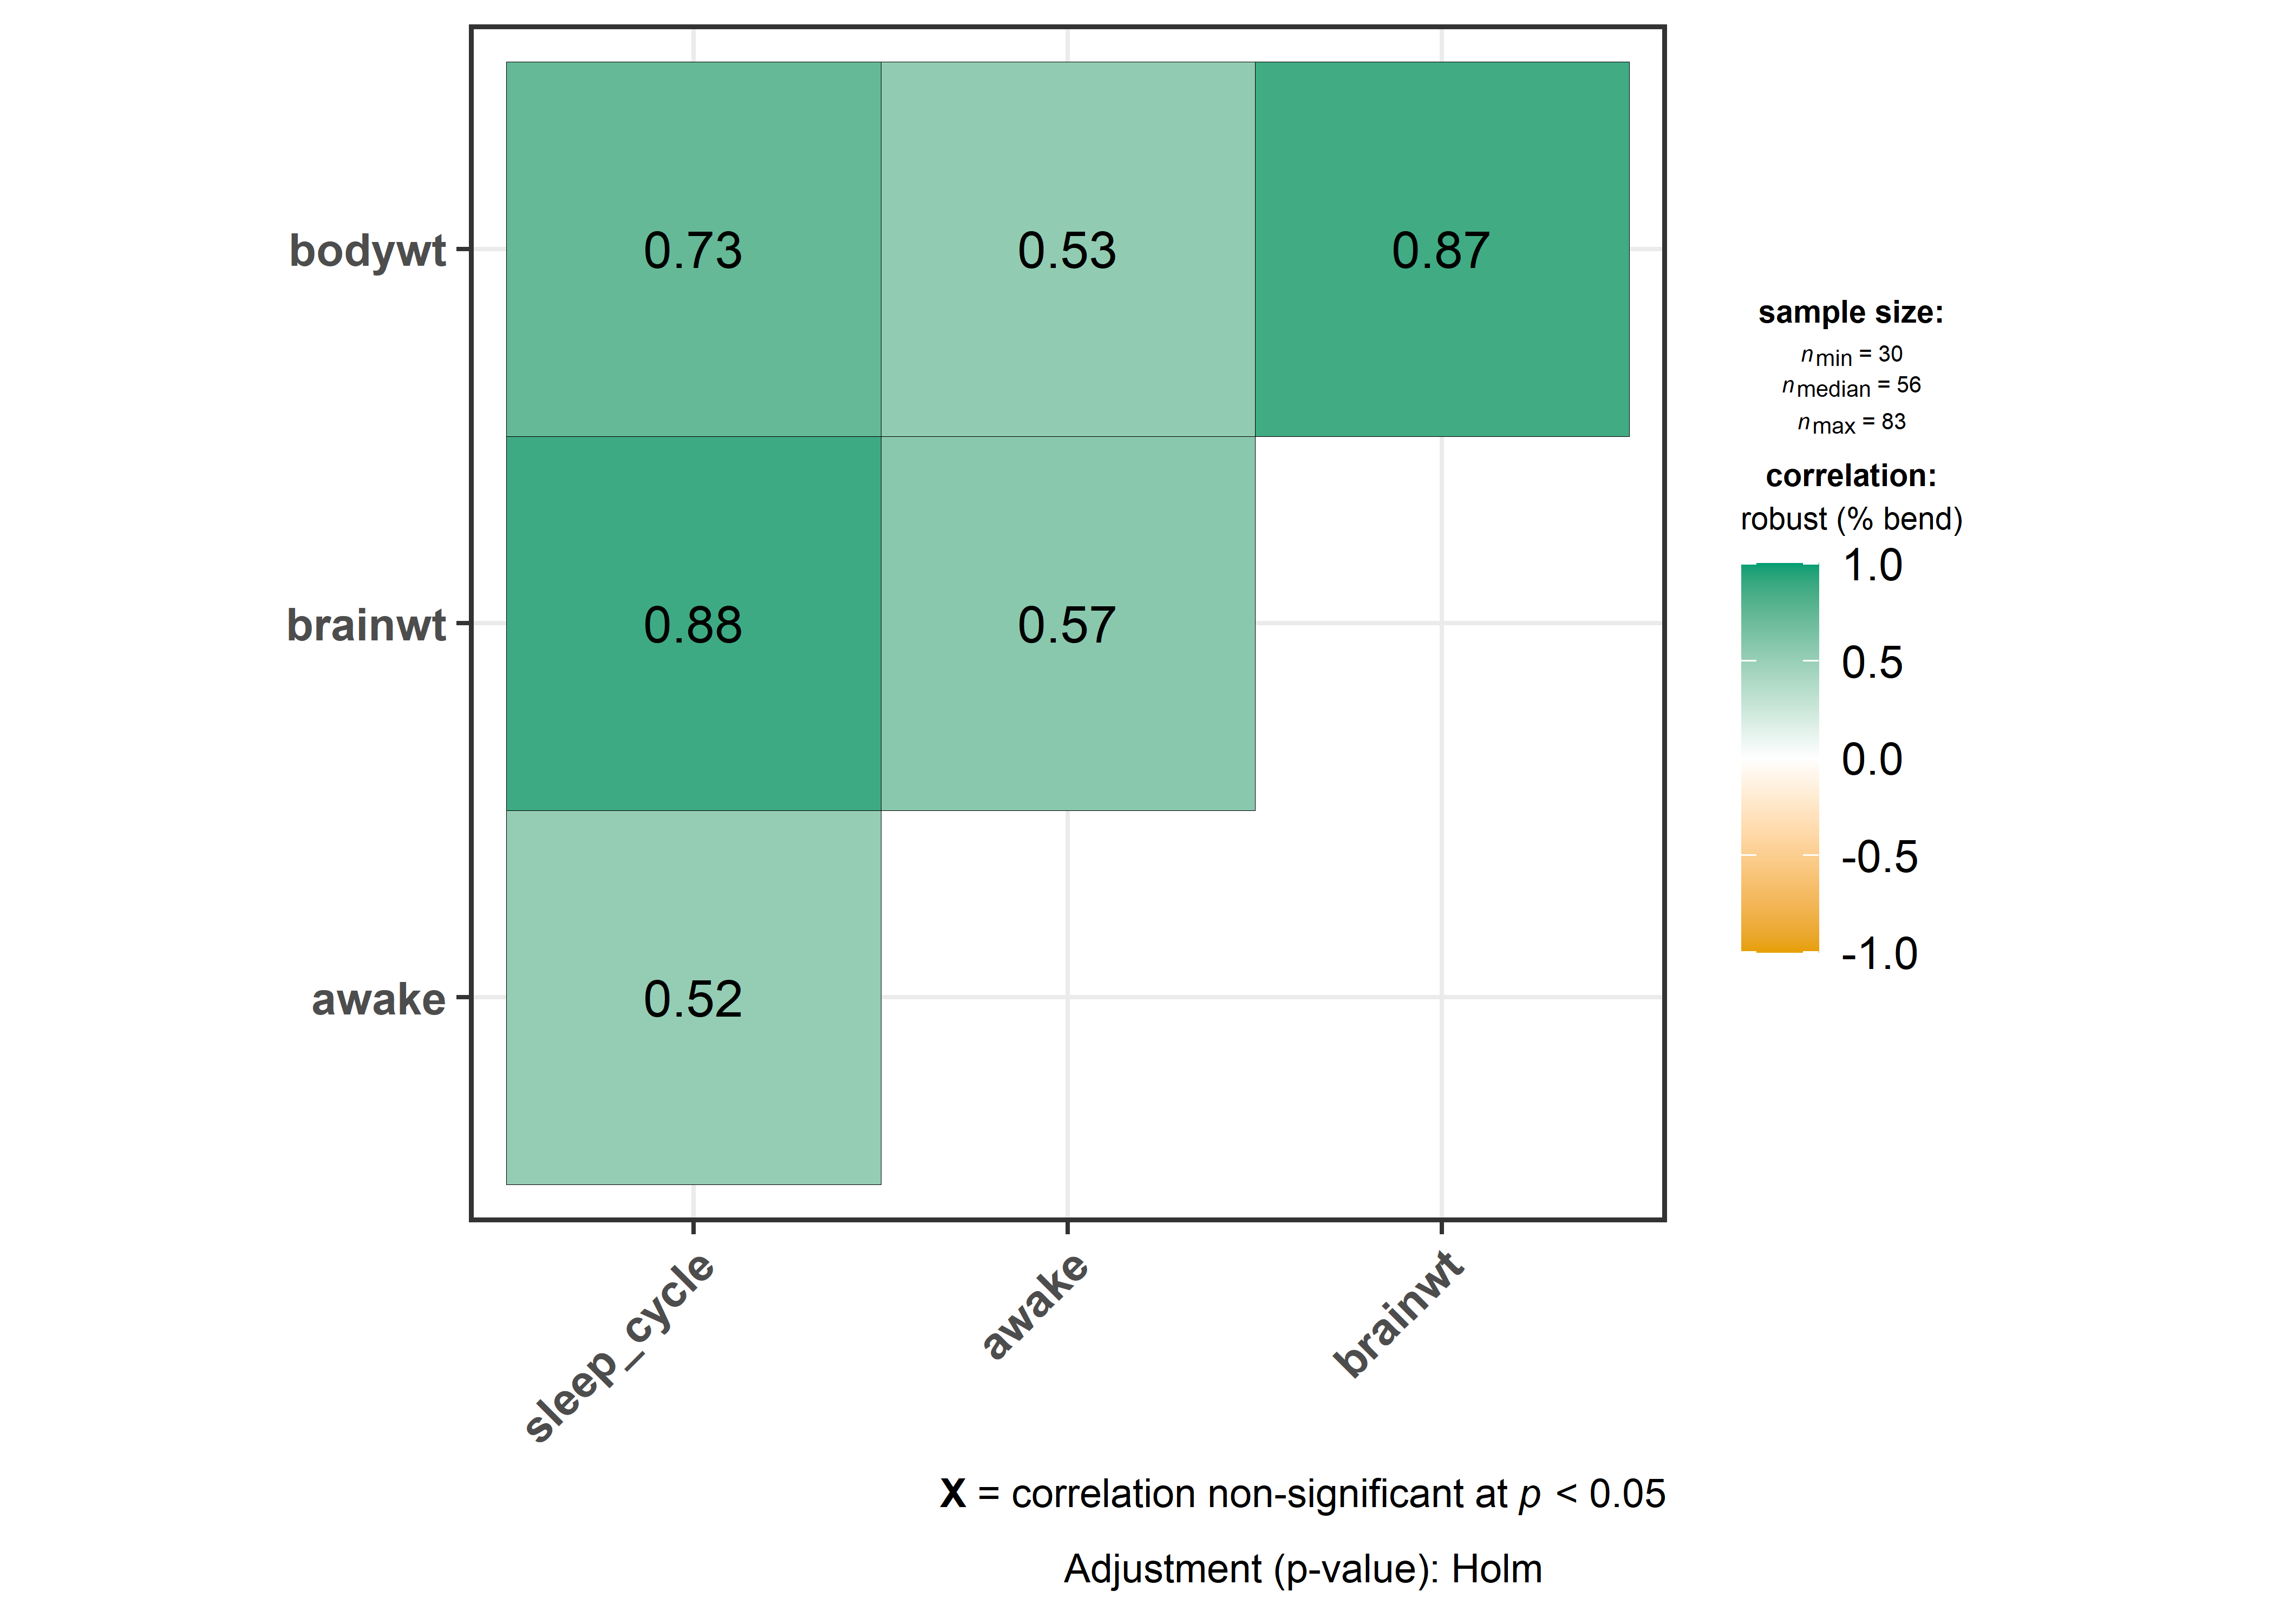 bodywt
0.73
0.53
0.87
brainwt
0.88
0.57
awake
0.52
sleep_cycle
awake
brainwt
sample size:
nmin = 30
nmedian = 56
nmax = 83
correlation:
robust (% bend)
1.0
0.5
0.0
-0.5
-1.0
X = correlation non-significant at p < 0.05
Adjustment (p-value): Holm